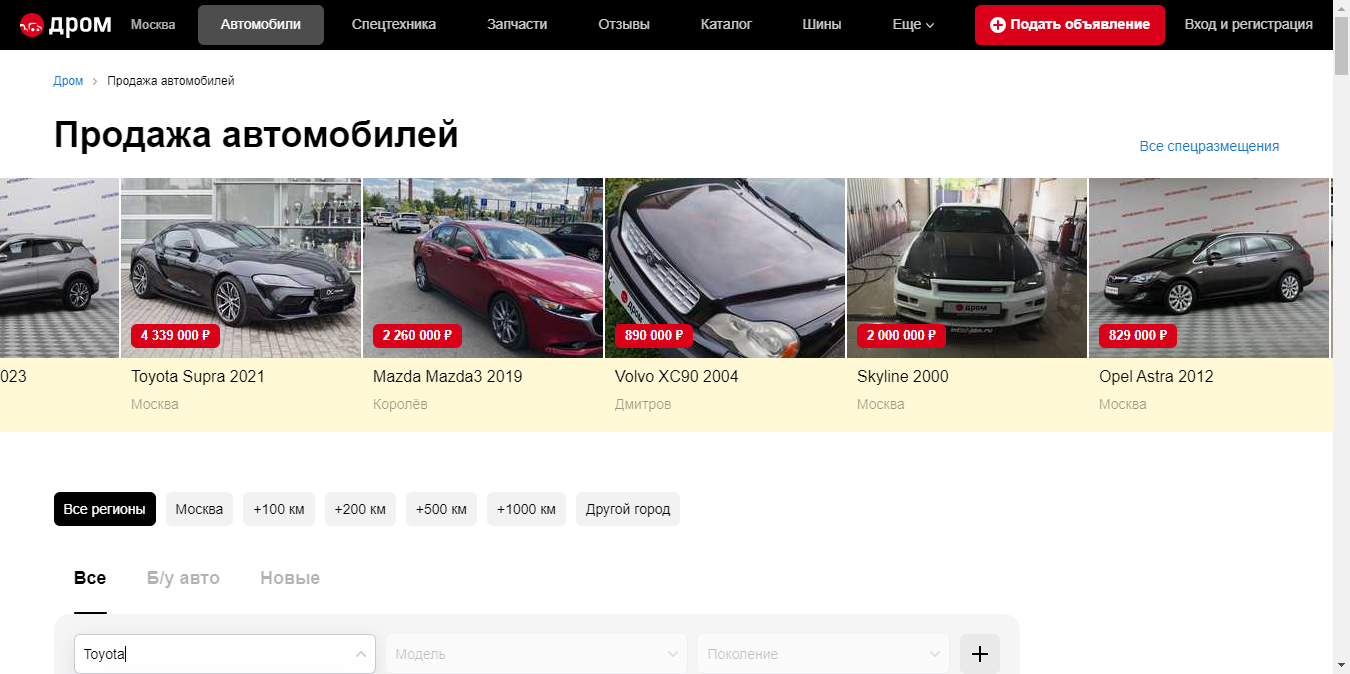 дром Москва Автомобили Спецтехника Запчасти Отзывы Каталог Шины Еще Подать объявление Вход и регистрация
Дром > Продажа автомобилей
Продажа автомобилей
Все спецразмещения
4 339 000 ₽ 2 260 000 ₽ 890 000 ₽ 2 000 000 ₽ 829 000 ₽
023 Toyota Supra 2021 Mazda Mazda3 2019 Volvo XC90 2004 Skyline 2000 Opel Astra 2012
Москва Королёв Дмитров Москва Москва
Все регионы Москва +100 км +200 км +500 км +1000 км Другой город
Все Б/у авто Новые
Toyota Модель Поколение +